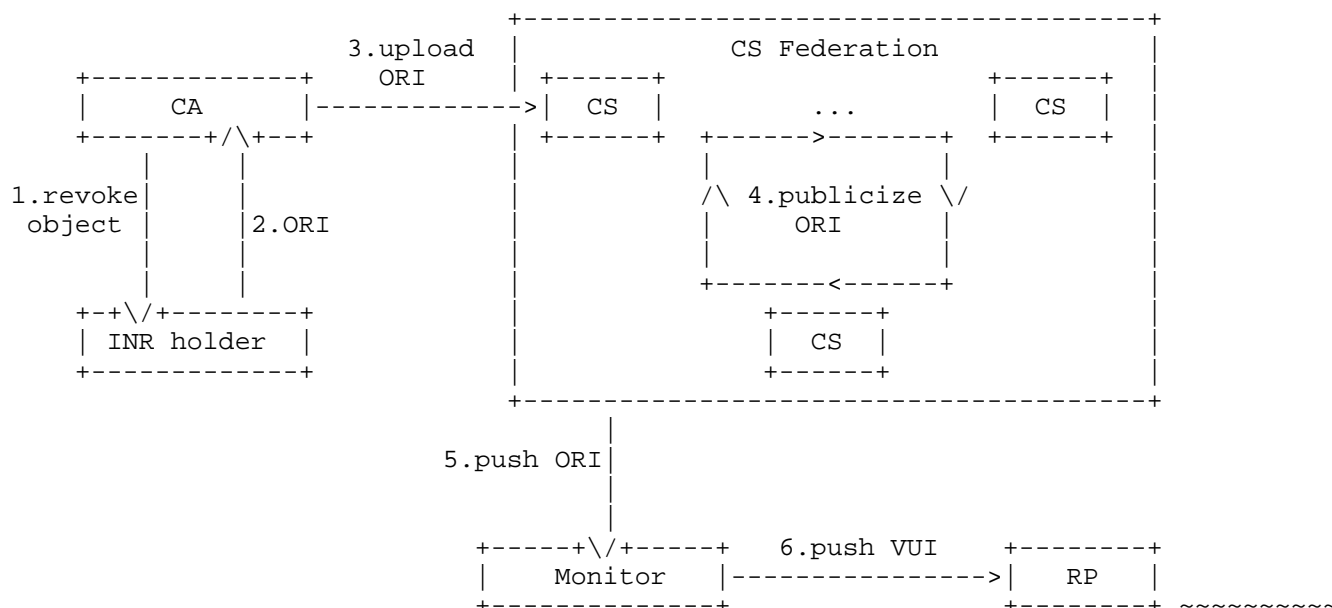 CS Federation
3.upload
ORI
CA
CS
...
CS
1.revoke
object
2.ORI
4.publicize
ORI
INR holder
CS
5.push ORI
6.push VUI
Monitor
RP
~~~~~~~~~~